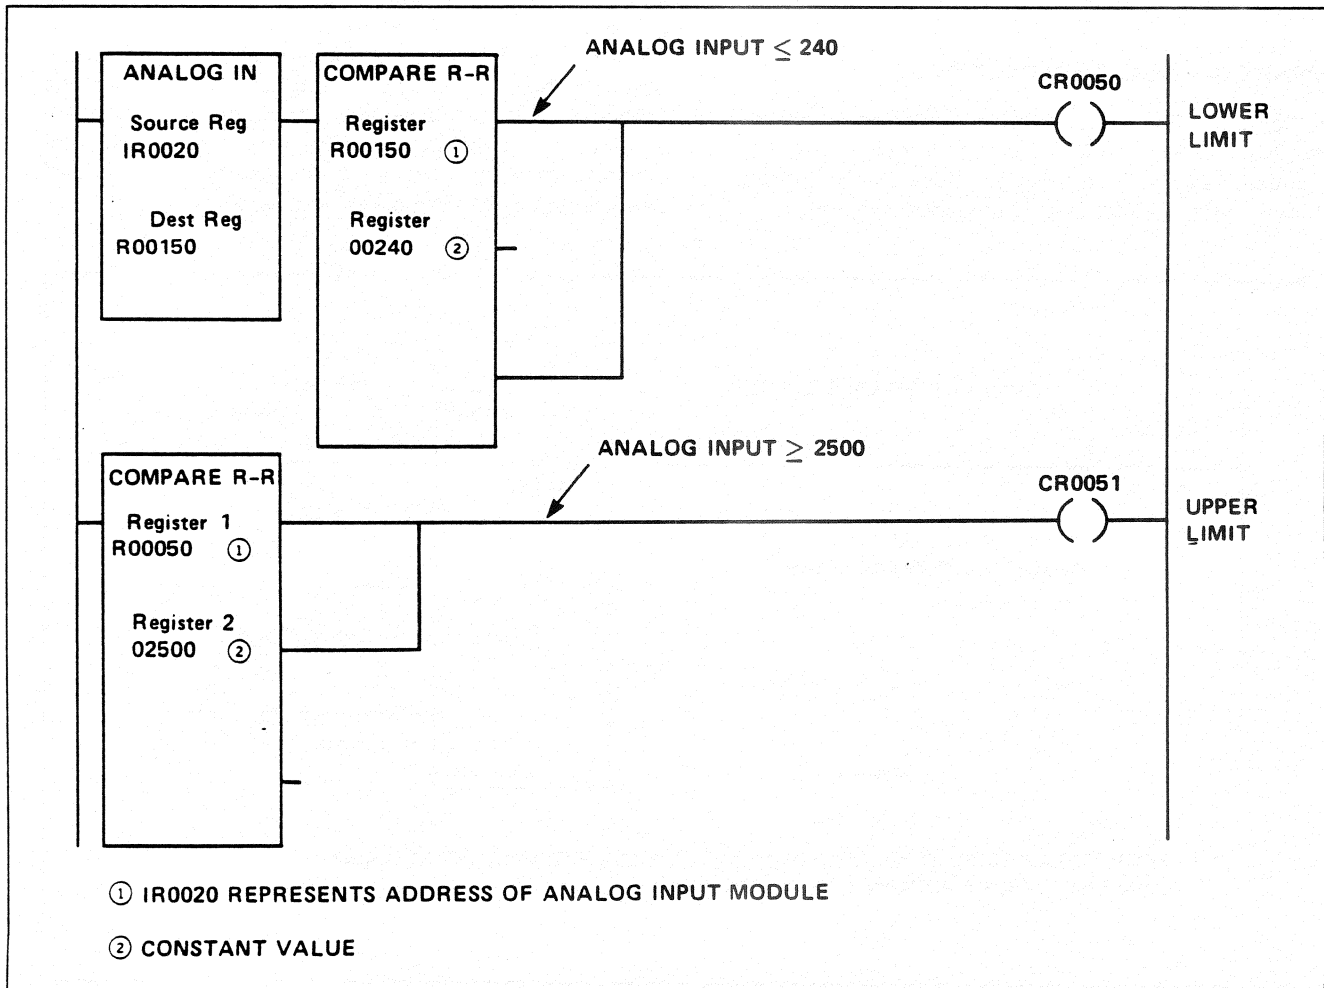 ANALOG INPUT ≤ 240
ANALOG IN
Source Reg
IR0020
Dest Reg
R00150
COMPARE R-R
Register
R00150 ①
Register
00240 ②
CR0050
LOWER
LIMIT
ANALOG INPUT ≥ 2500
COMPARE R-R
Register 1
R00050 ①
Register 2
02500 ②
CR0051
UPPER
LIMIT
① IR0020 REPRESENTS ADDRESS OF ANALOG INPUT MODULE
② CONSTANT VALUE